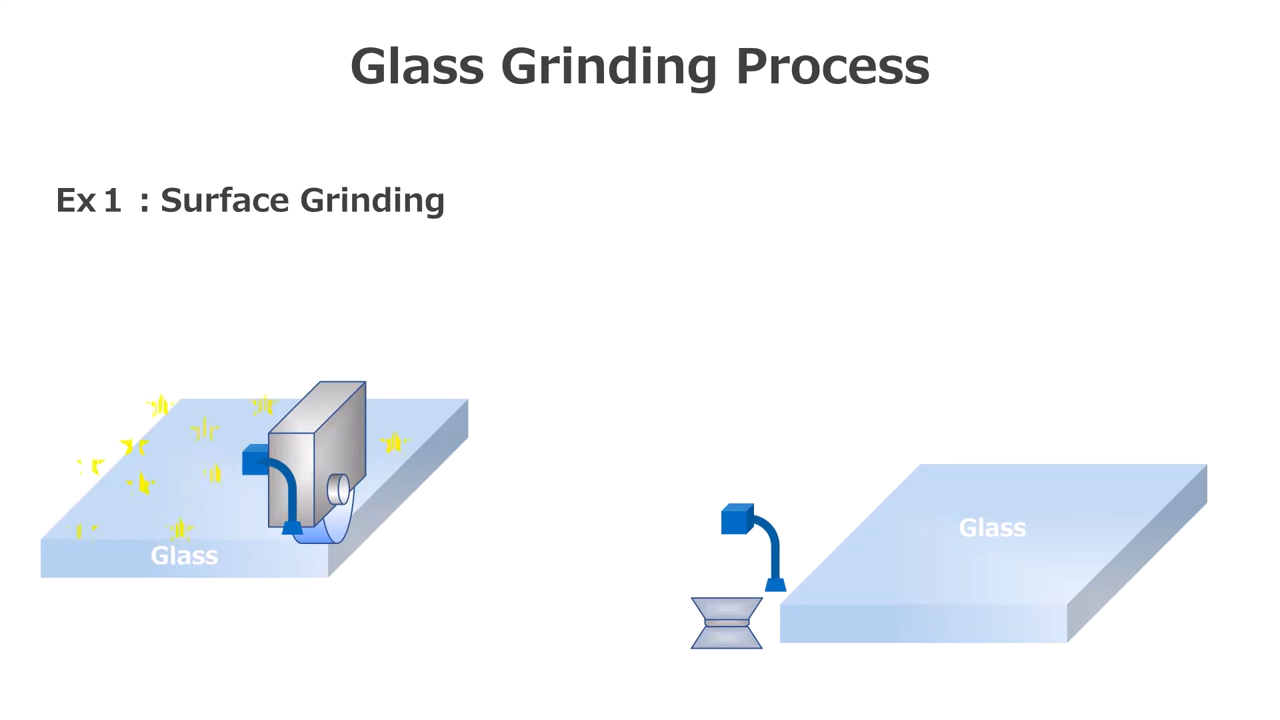 Glass Grinding Process
Ex１：Surface Grinding
Glass
Glass